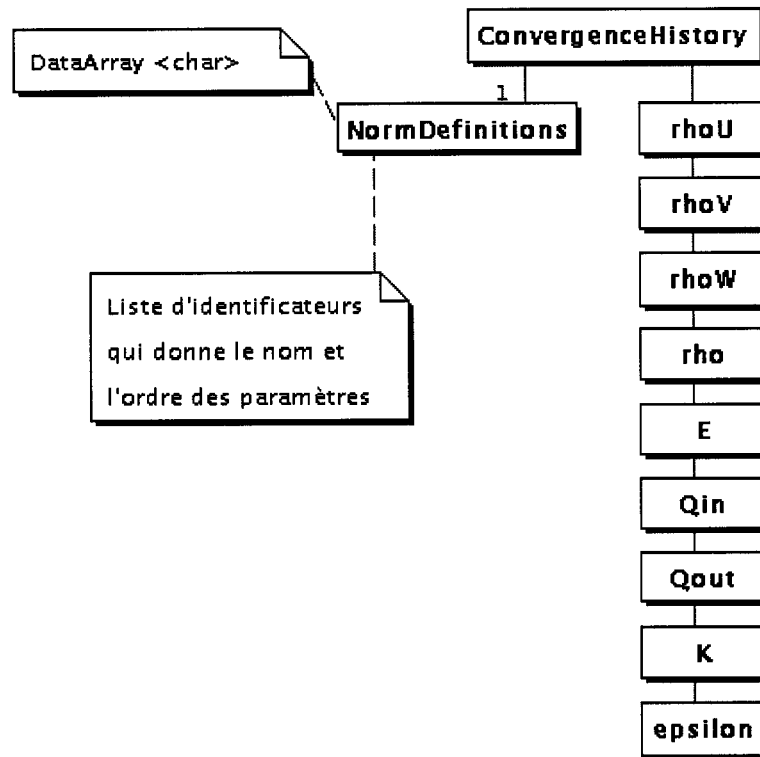 ConvergenceHistory
DataArray <char>
1
NormDefinitions
rhoU
rhoV
rhoW
Liste d'identificateurs
qui donne le nom et
l'ordre des paramètres
rho
E
Qin
Qout
K
epsilon